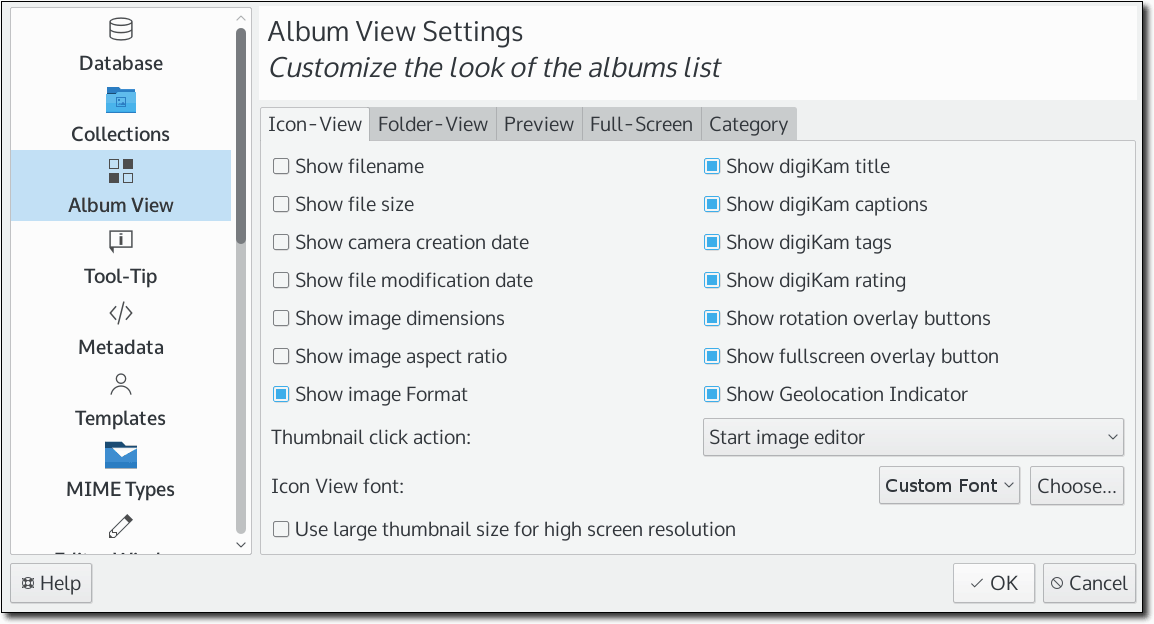 Database
Collections
Album View
Tool-Tip
Metadata
Templates
MIME Types
Album View Settings
Customize the look of the albums list
Icon-View Folder-View Preview Full-Screen Category
Show filename
Show file size
Show camera creation date
Show file modification date
Show image dimensions
Show image aspect ratio
Show image Format
Show digiKam title
Show digiKam captions
Show digiKam tags
Show digiKam rating
Show rotation overlay buttons
Show fullscreen overlay button
Show Geolocation Indicator
Thumbnail click action: Start image editor
Icon View font: Custom Font Choose...
Use large thumbnail size for high screen resolution
Help OK Cancel